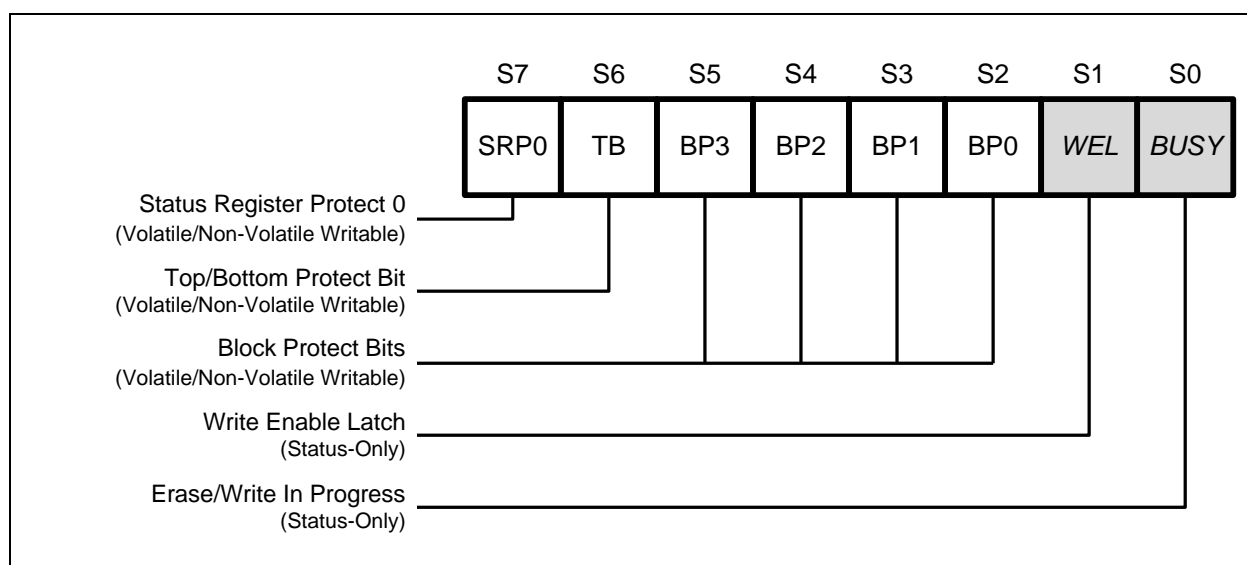 S7 S6 S5 S4 S3 S2 S1 S0
SRP0 TB BP3 BP2 BP1 BP0 WEL BUSY
Status Register Protect 0
(Volatile/Non-Volatile Writable)
Top/Bottom Protect Bit
(Volatile/Non-Volatile Writable)
Block Protect Bits
(Volatile/Non-Volatile Writable)
Write Enable Latch
(Status-Only)
Erase/Write In Progress
(Status-Only)